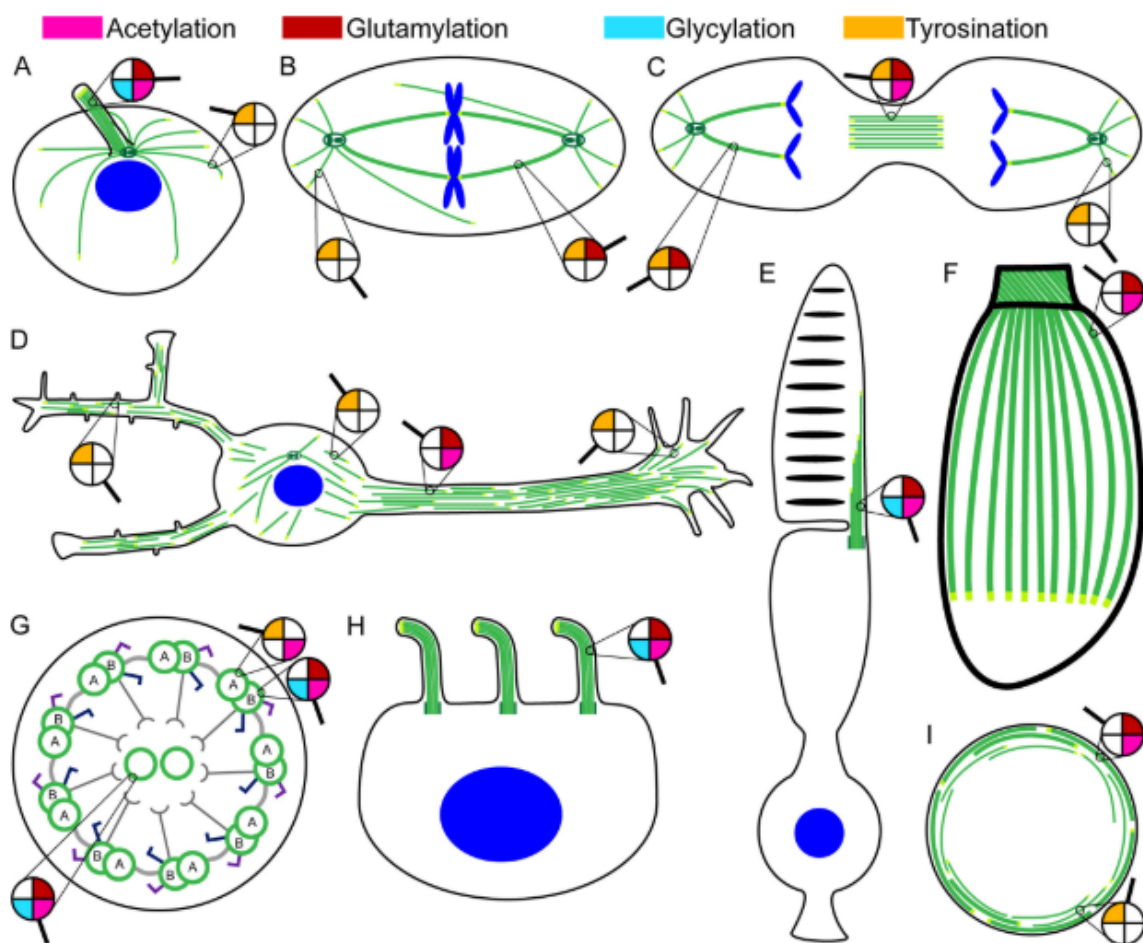 Acetylation Glutamylation Glycylation Tyrosination
A
B
C
D
E
F
G
H
I
A B
A B
A B
B A
A B
B A
B A
B A
B A